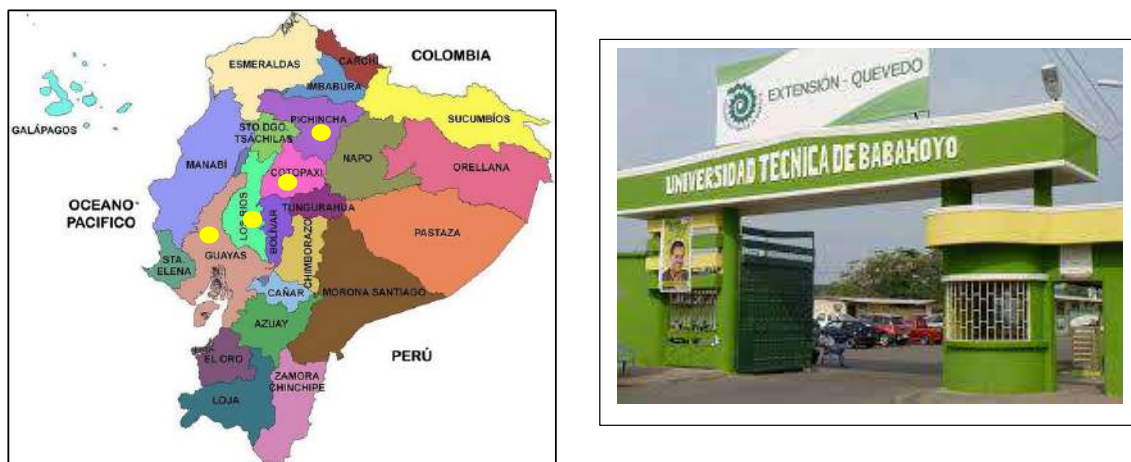 COLOMBIA
ESMERALDAS
CARCHI
IMBABURA
SUCUMBÍOS
PICHINCHA
GALÁPAGOS
STO.DGO.
TSÁCHILAS
NAPO
ORELLANA
MANABÍ
COTOPAXI
OCEANO
PACIFICO
TUNGURAHUA
LOS RIOS
BOLÍVAR
PASTAZA
GUAYAS
CHIMBORAZO
STA.
ELENA
CAÑAR
MORONA SANTIAGO
AZUAY
PERÚ
EL ORO
ZAMORA
CHINCHIPE
LOJA
EXTENSIÓN - QUEVEDO
UNIVERSIDAD TECNICA DE BABAHOYO